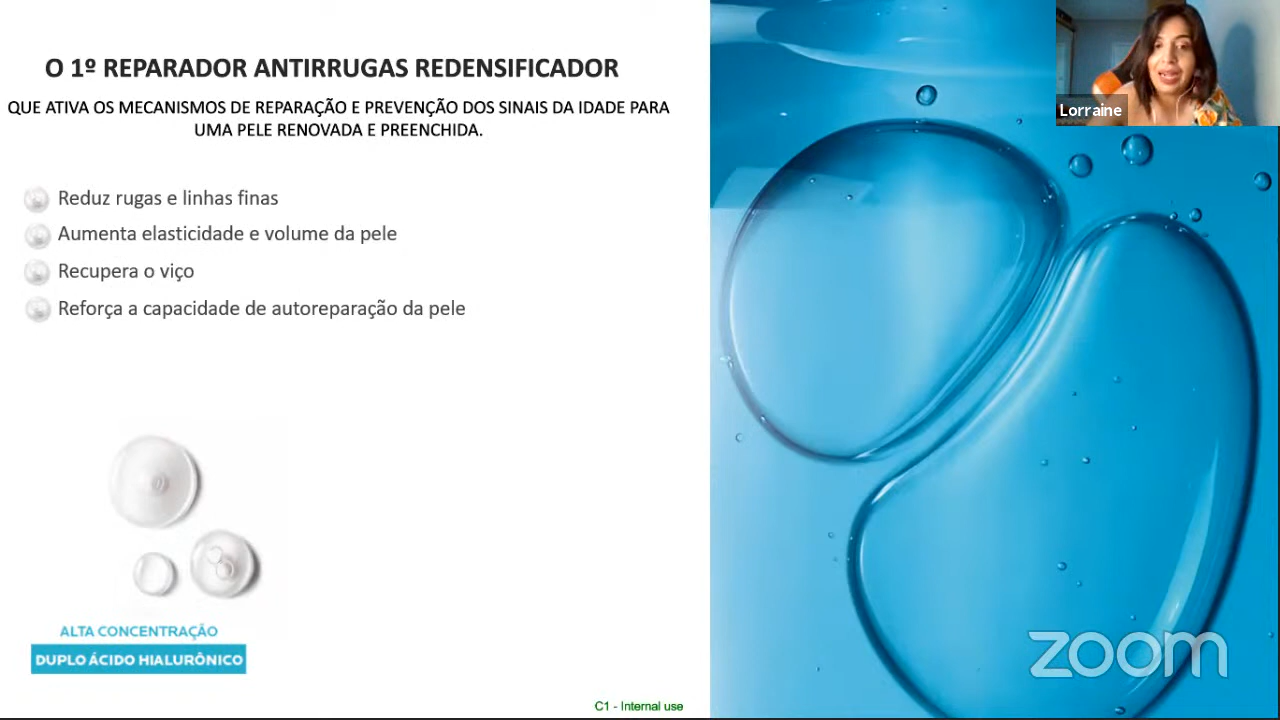 O 1º REPARADOR ANTIRRUGAS REDENSIFICADOR
QUE ATIVA OS MECANISMOS DE REPARAÇÃO E PREVENÇÃO DOS SINAIS DA IDADE PARA
UMA PELE RENOVADA E PREENCHIDA.
Reduz rugas e linhas finas
Aumenta elasticidade e volume da pele
Recupera o viço
Reforça a capacidade de autoreparação da pele
ALTA CONCENTRAÇÃO
DUPLO ÁCIDO HIALURÔNICO
C1 - Internal use
Lorraine
zoom